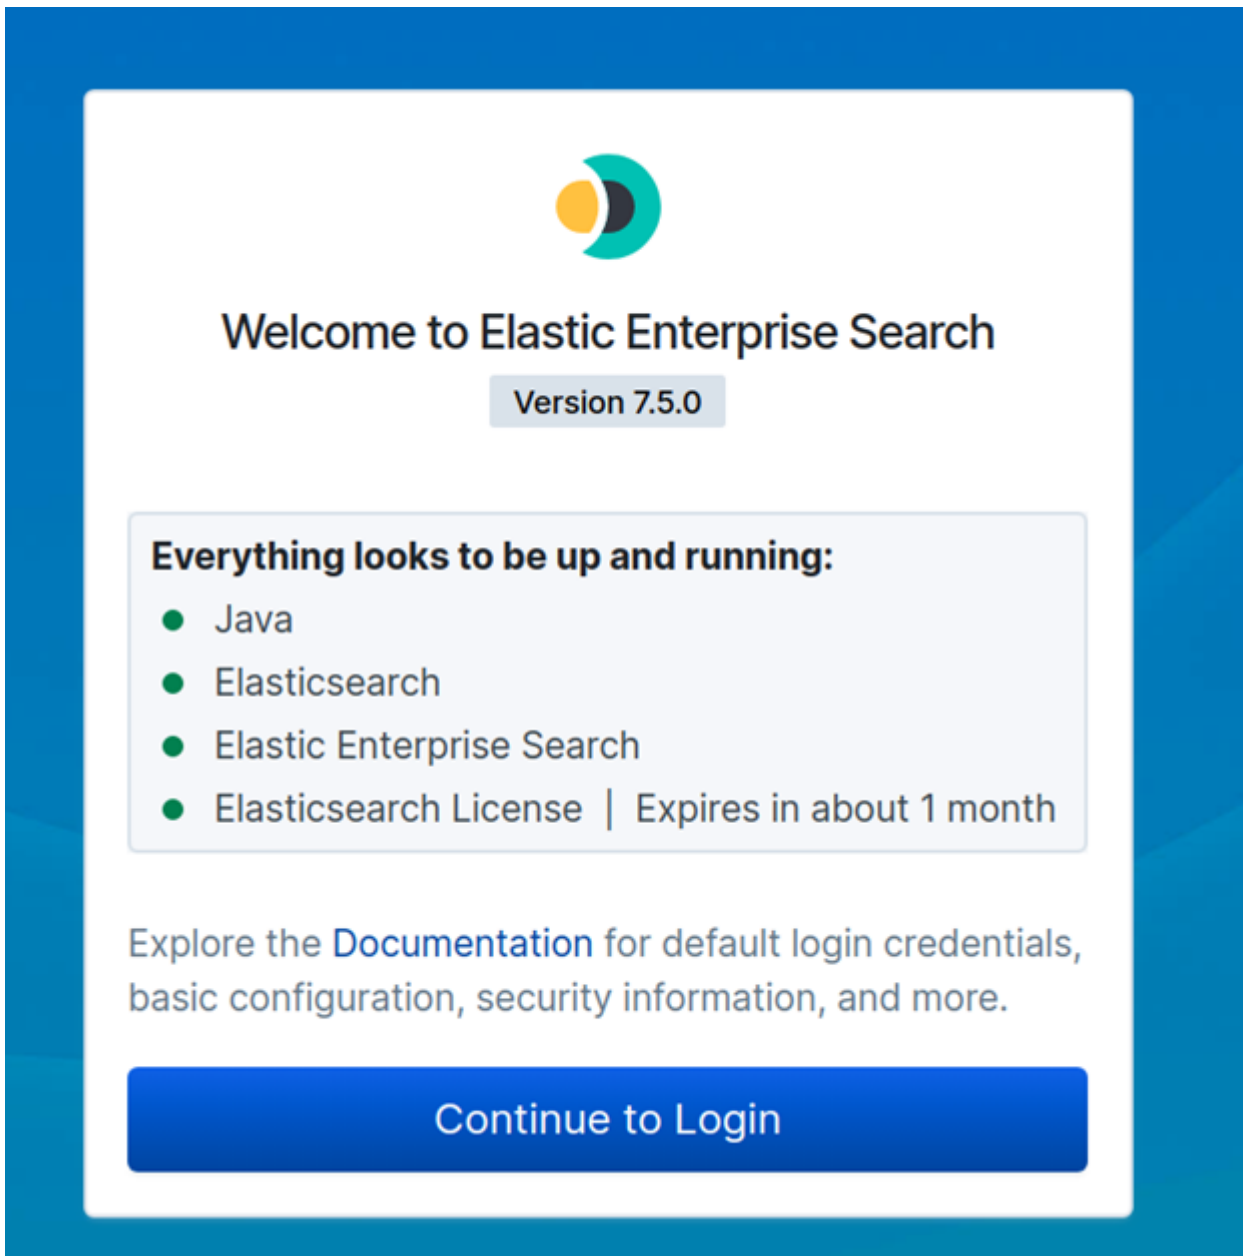 Welcome to Elastic Enterprise Search
Version 7.5.0
Everything looks to be up and running:
Java
Elasticsearch
Elastic Enterprise Search
Elasticsearch License | Expires in about 1 month
Explore the Documentation for default login credentials,
basic configuration, security information, and more.
Continue to Login